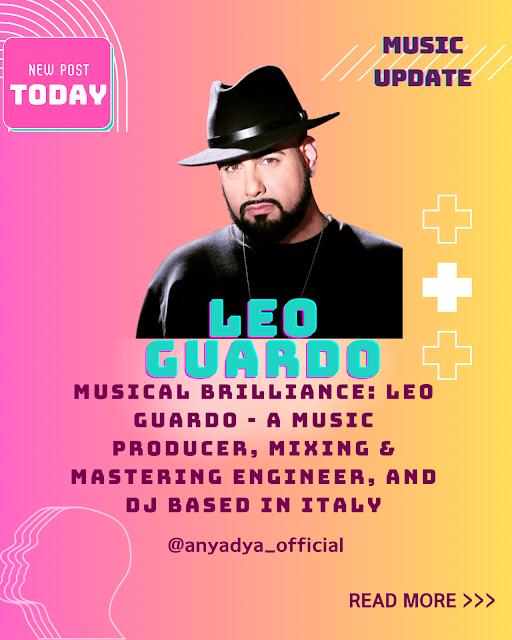 NEW POST
TODAY
MUSIC
UPDATE
LEO
GUARDO
MUSICAL BRILLIANCE: LEO
GUARDO - A MUSIC
PRODUCER, MIXING &
MASTERING ENGINEER, AND
DJ BASED IN ITALY
@anyadya_official
READ MORE >>>